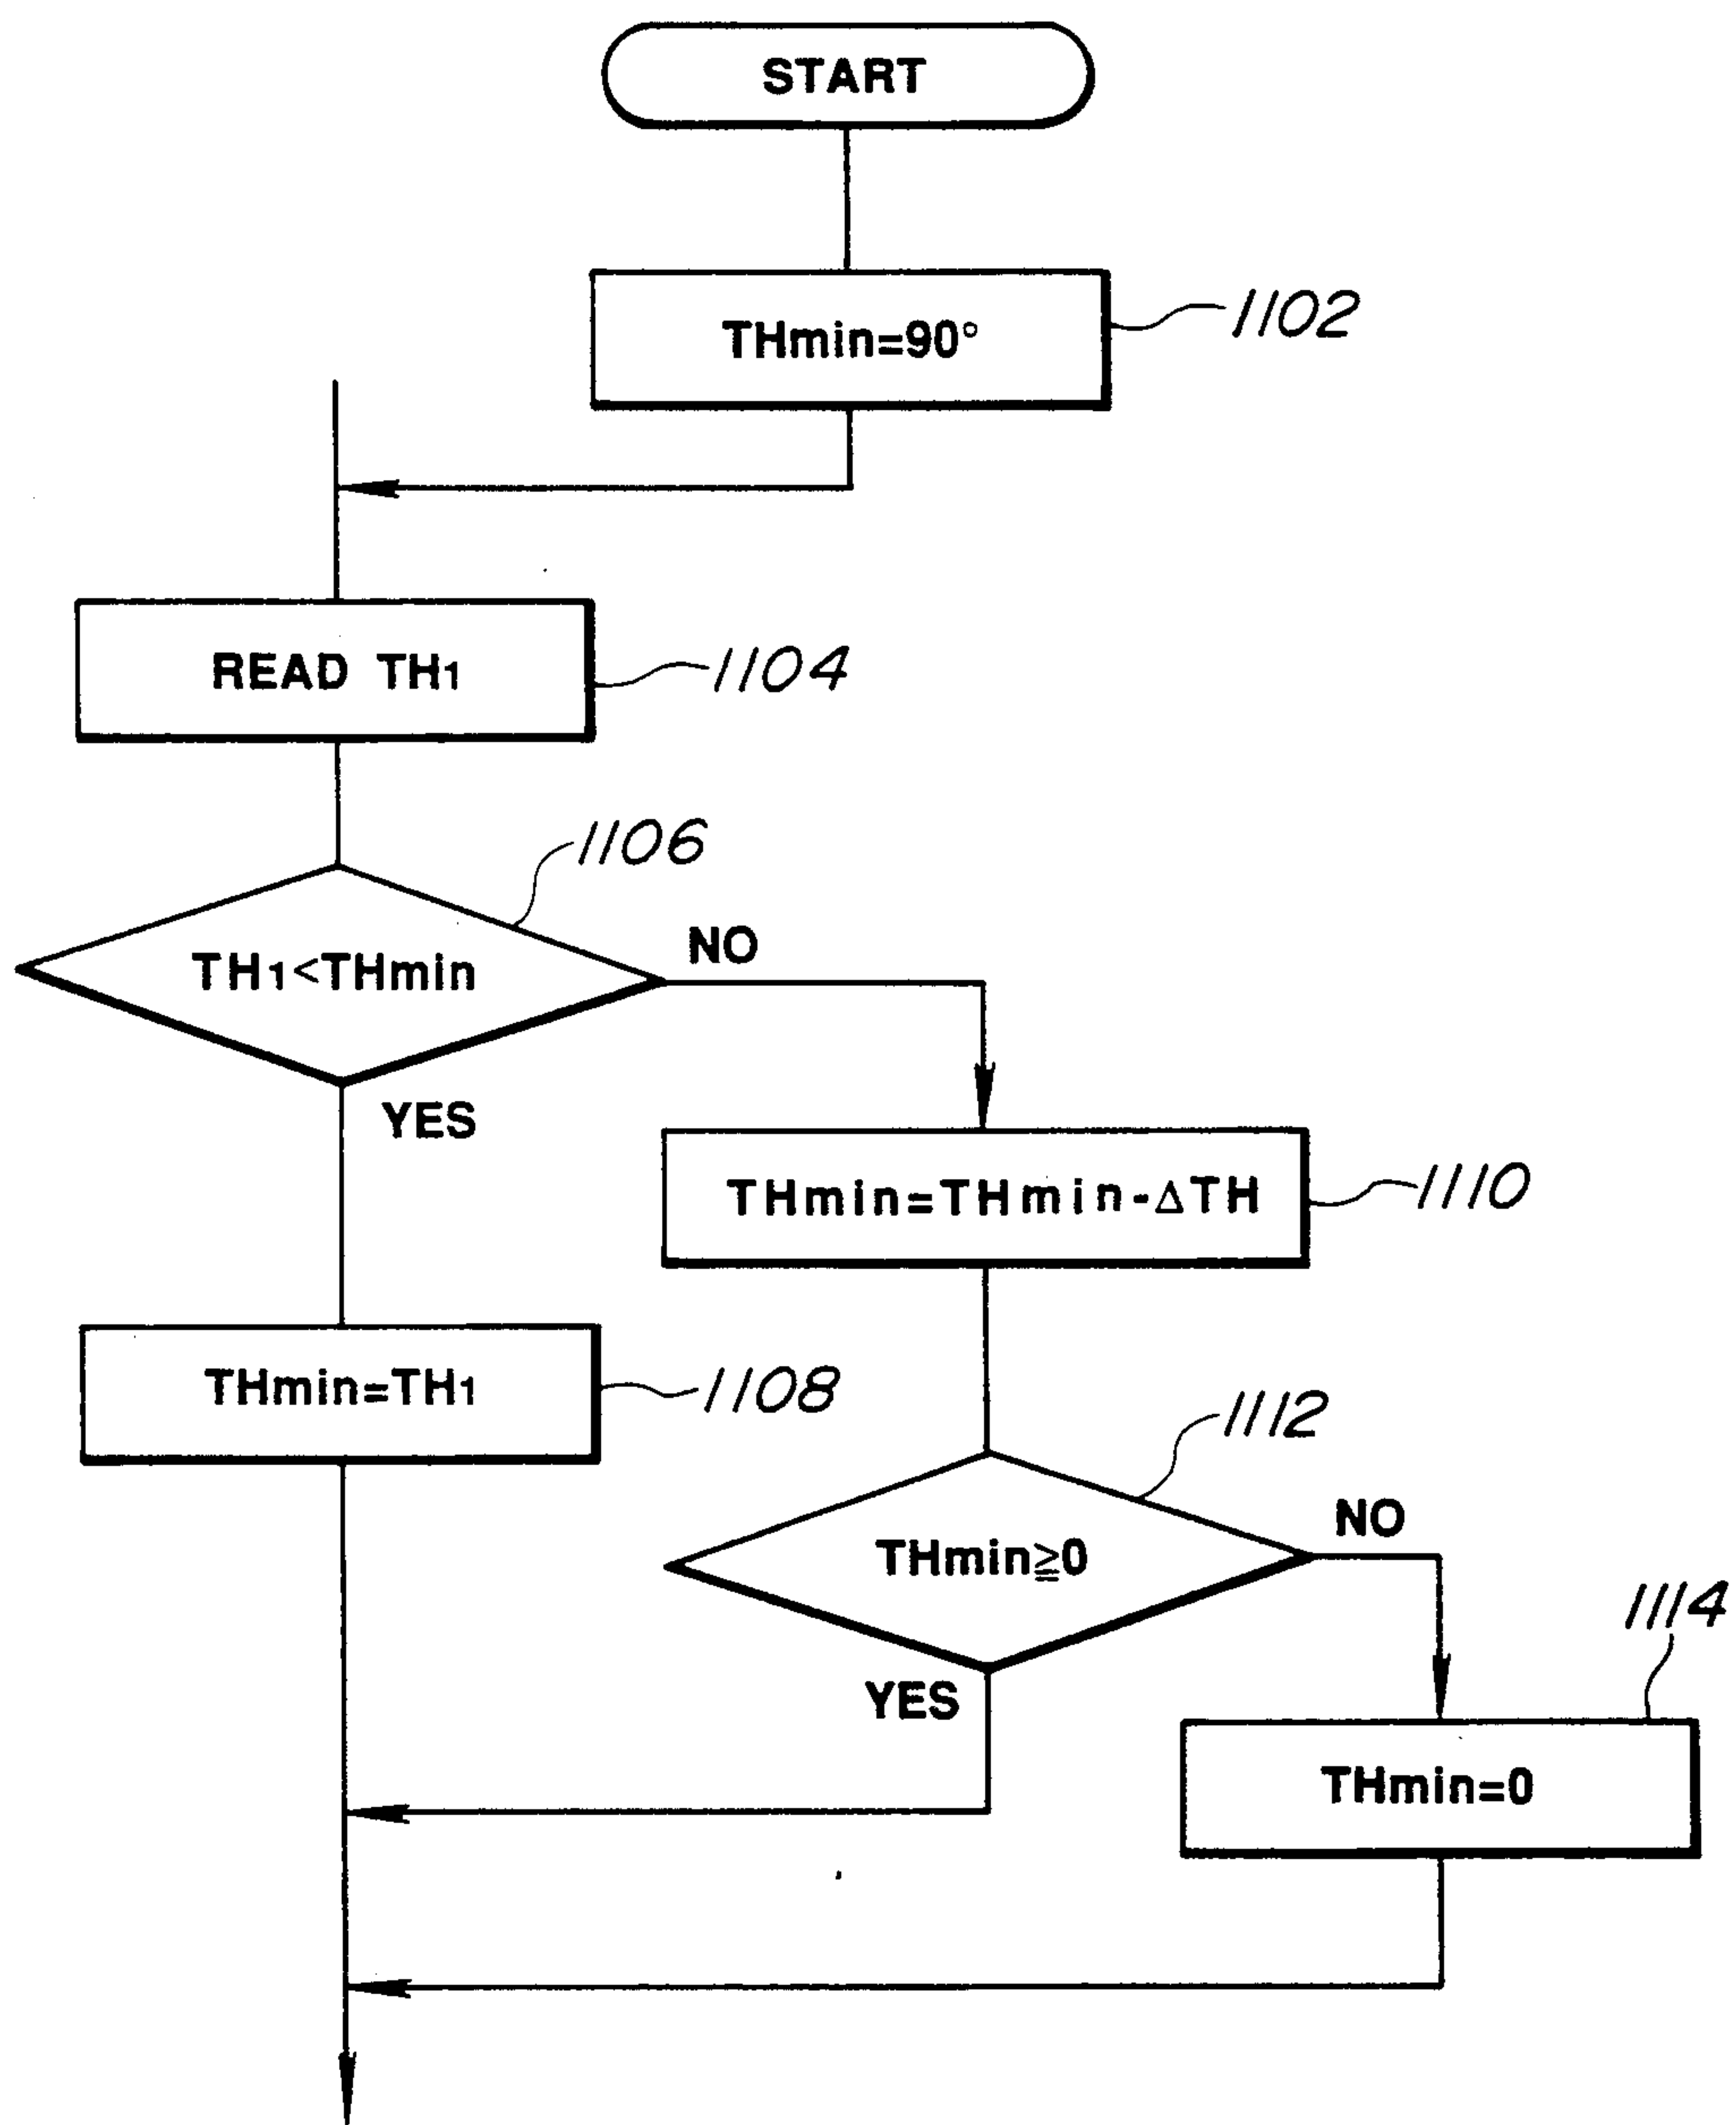 START
THmin=90°
1102
READ TH1
1104
1106
TH1<THmin
NO
YES
THmin=THmin-ΔTH
1110
THmin=TH1
1108
1112
THmin≧0
NO
YES
1114
THmin=0